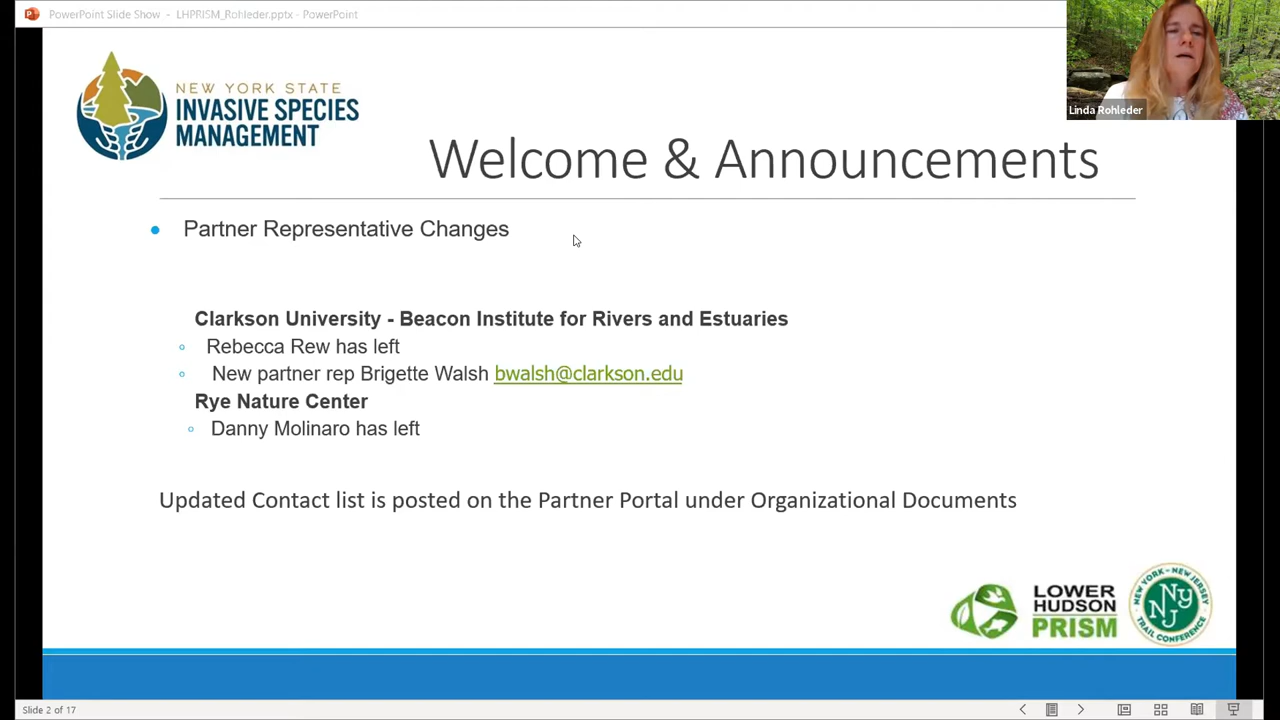 PowerPoint Slide Show - LHPRISM_Rohleder.pptx - PowerPoint
Linda Rohleder
NEW YORK STATE
INVASIVE SPECIES
MANAGEMENT
Welcome & Announcements
Partner Representative Changes
Clarkson University - Beacon Institute for Rivers and Estuaries
Rebecca Rew has left
New partner rep Brigette Walsh bwalsh@clarkson.edu
Rye Nature Center
Danny Molinaro has left
Updated Contact list is posted on the Partner Portal under Organizational Documents
LOWER
HUDSON
PRISM
NEW YORK - NEW JERSEY
NY
NJ
TRAIL CONFERENCE
Slide 2 of 17